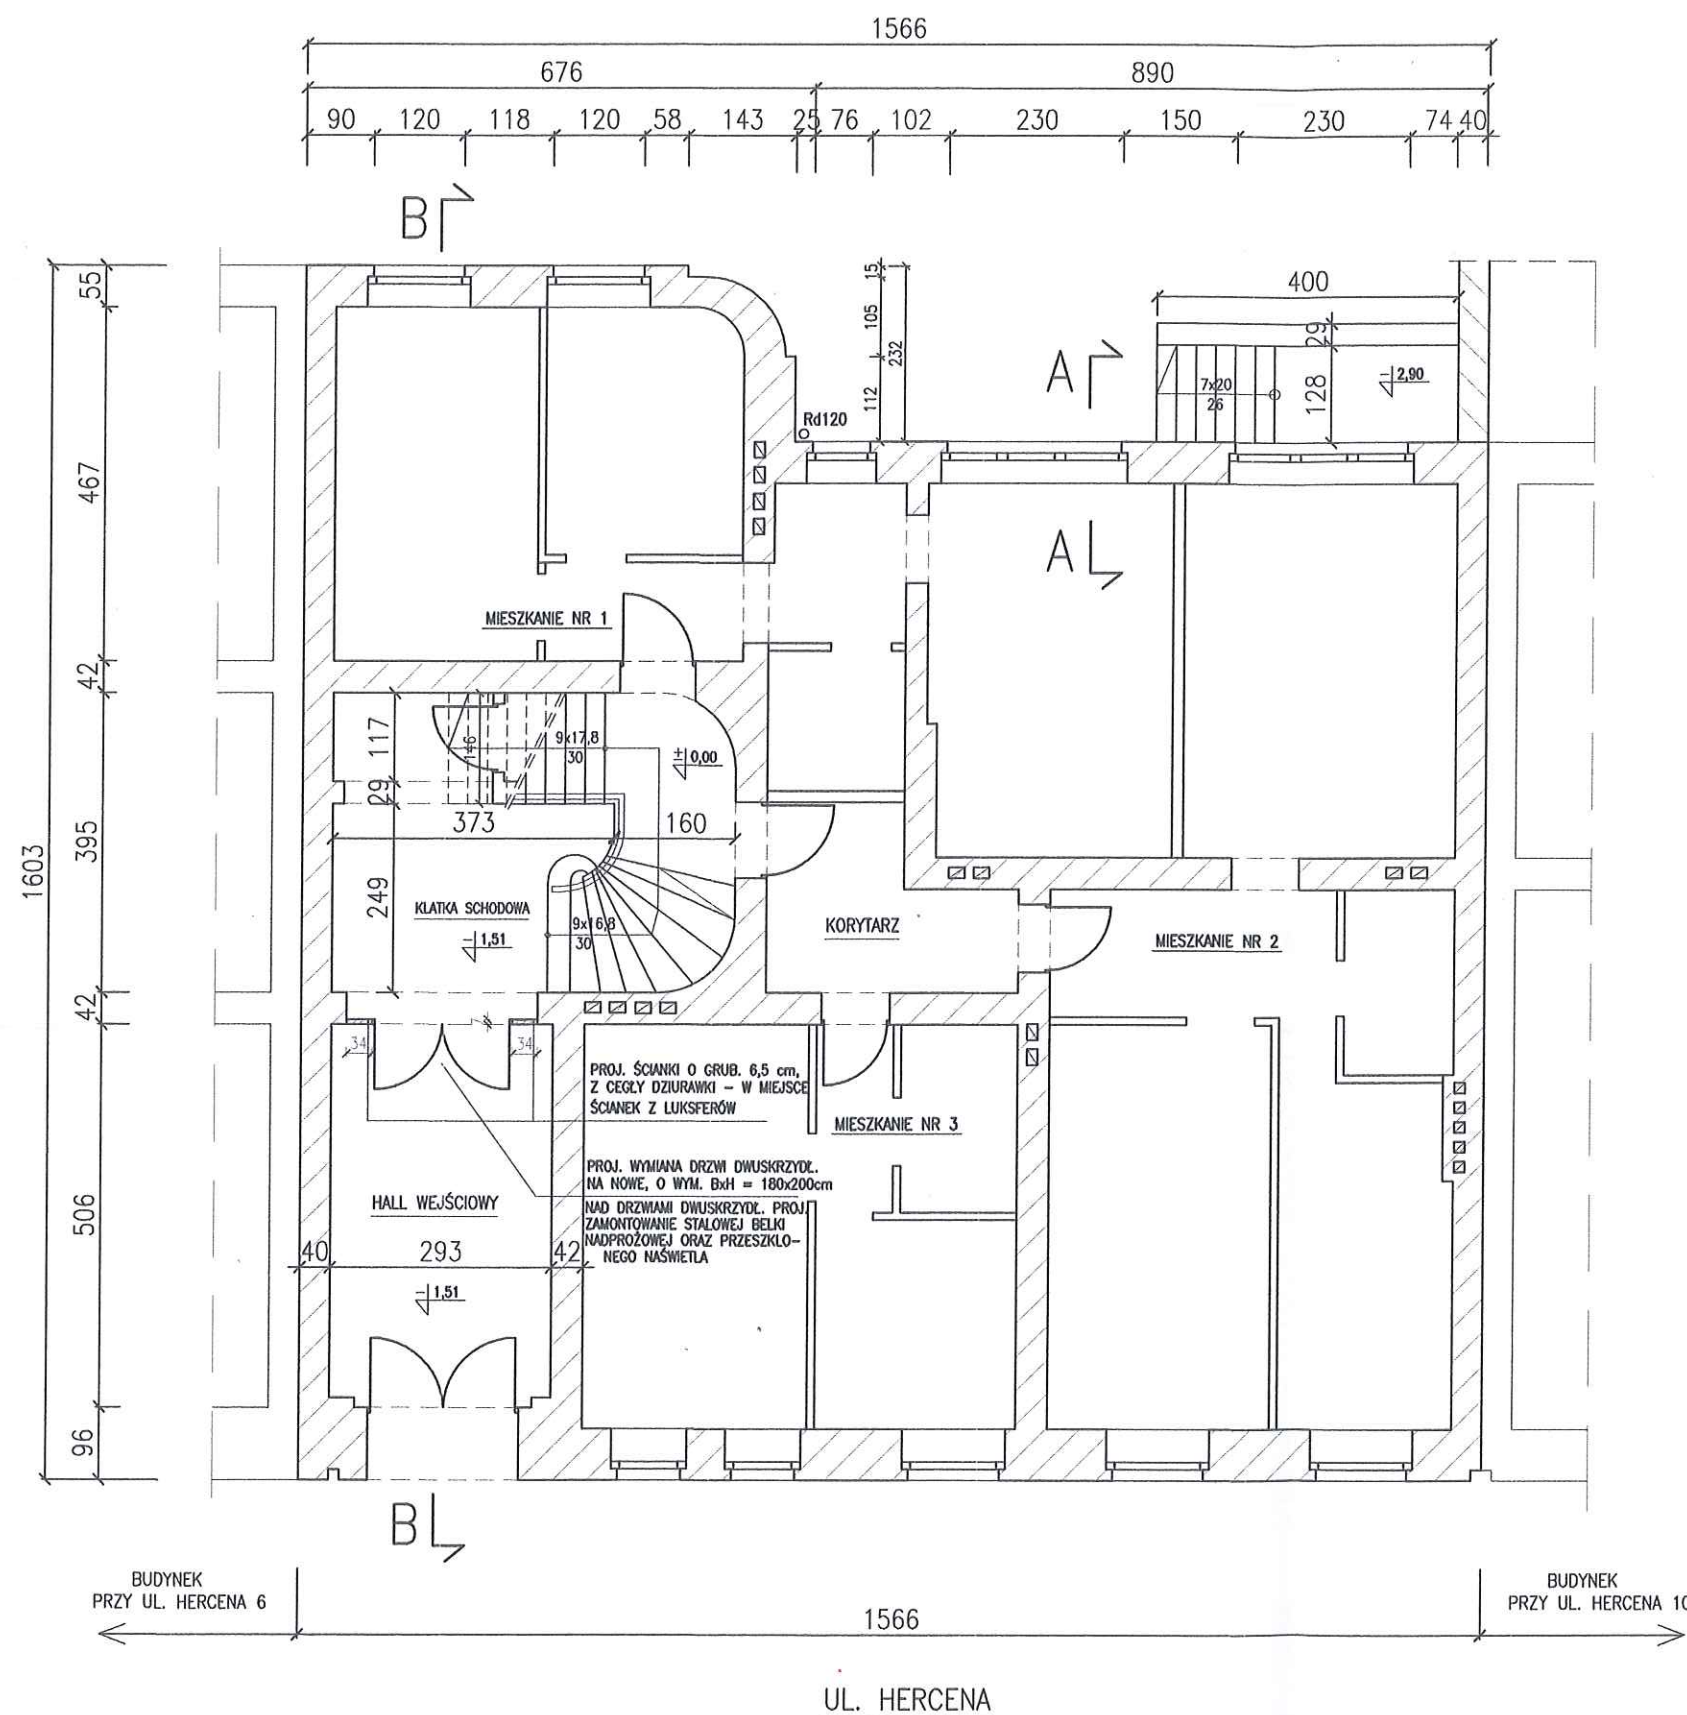 1566
676 890
90 120 118 120 58 143 25 76 102 230 150 230 74 40
B
55
15
105
232
112
400
29
128
7x20
26
-2,90
A
Rd120
467
A
MIESZKANIE NR 1
42
117
146
9x17,8
30
±0,00
29
373 160
395
1603
249
KLATKA SCHODOWA
-1,51
9x16,8
30
KORYTARZ
MIESZKANIE NR 2
42
7
34 34
PROJ. ŚCIANKI O GRUB. 6,5 cm,
Z CEGŁY DZIURAWKI – W MIEJSCE
ŚCIANEK Z LUKSFERÓW
MIESZKANIE NR 3
PROJ. WYMIANA DRZWI DWUSKRZYDŁ.
NA NOWE, O WYM. BxH = 180x200cm
NAD DRZWIAMI DWUSKRZYDŁ. PROJ.
ZAMONTOWANIE STALOWEJ BELKI
NADPROŻOWEJ ORAZ PRZESZKLO-
NEGO NAŚWIETLA
HALL WEJŚCIOWY
506
40 293 42
-1,51
96
B
BUDYNEK
PRZY UL. HERCENA 6
BUDYNEK
PRZY UL. HERCENA 10
1566
UL. HERCENA